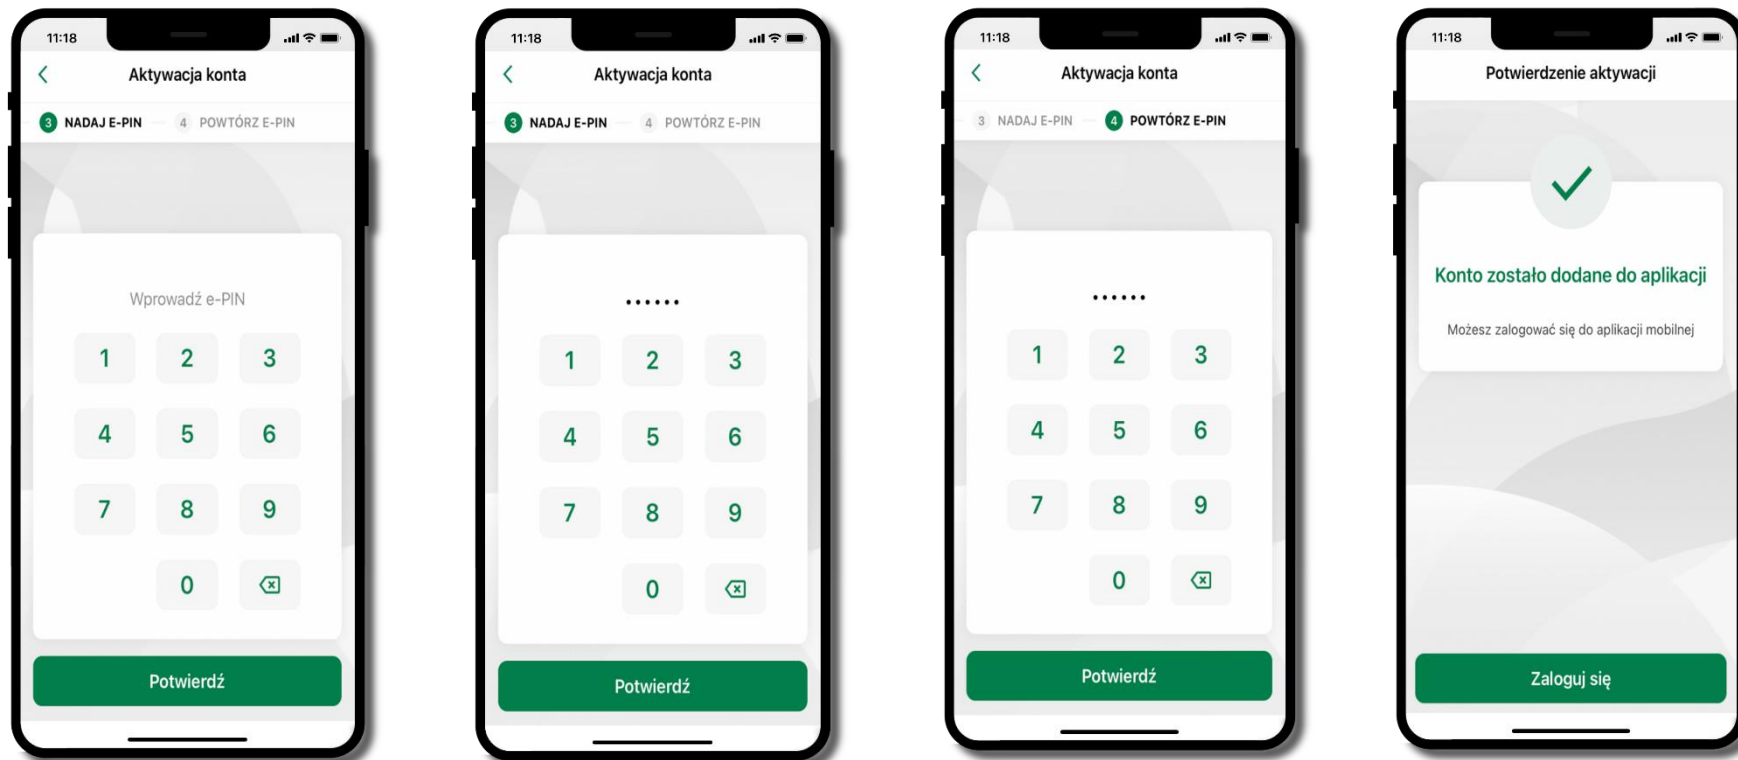 11:18
Aktywacja konta
3 NADAJ E-PIN 4 POWTÓRZ E-PIN
Wprowadź e-PIN
1 2 3
4 5 6
7 8 9
0
Potwierdź
11:18
Aktywacja konta
3 NADAJ E-PIN 4 POWTÓRZ E-PIN
••••••
1 2 3
4 5 6
7 8 9
0
Potwierdź
11:18
Aktywacja konta
3 NADAJ E-PIN 4 POWTÓRZ E-PIN
••••••
1 2 3
4 5 6
7 8 9
0
Potwierdź
11:18
Potwierdzenie aktywacji
Konto zostało dodane do aplikacji
Możesz zalogować się do aplikacji mobilnej
Zaloguj się